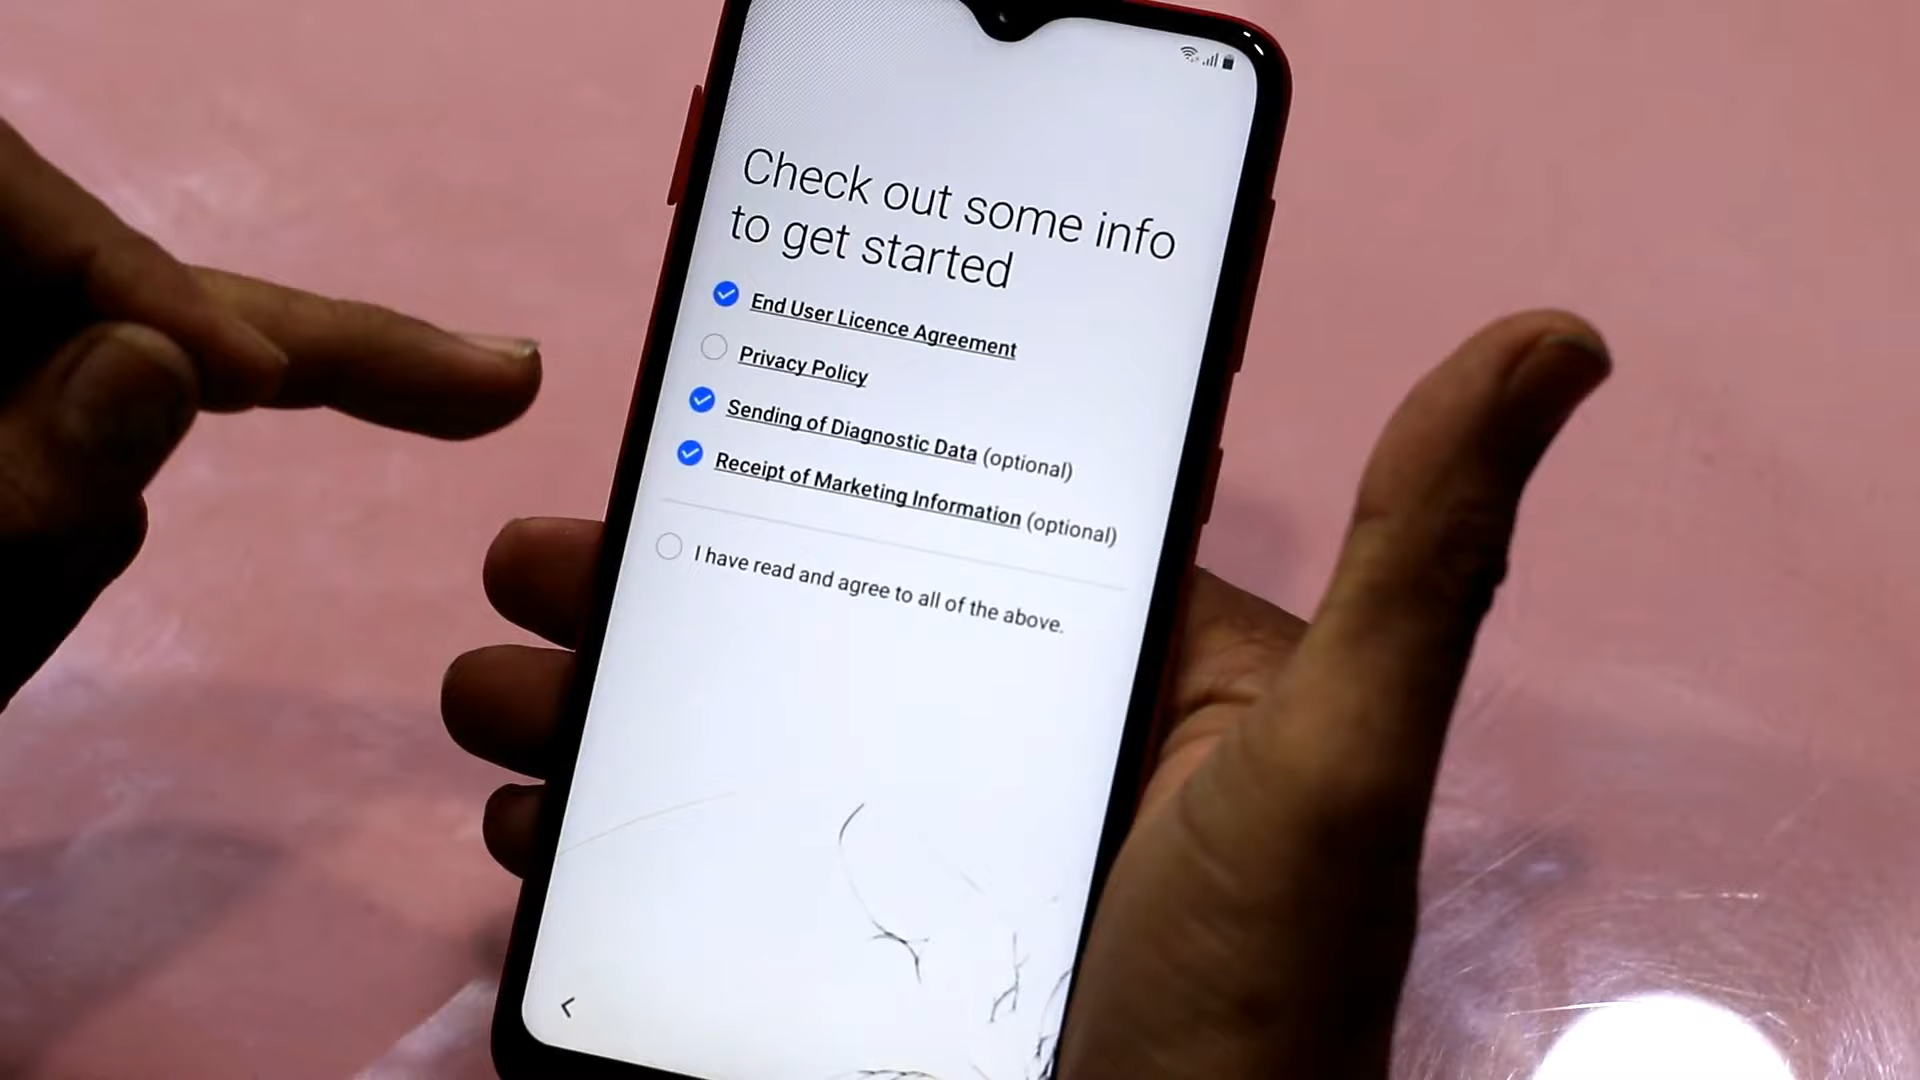 Check out some info
to get started
End User Licence Agreement
Privacy Policy
Sending of Diagnostic Data (optional)
Receipt of Marketing Information (optional)
I have read and agree to all of the above.